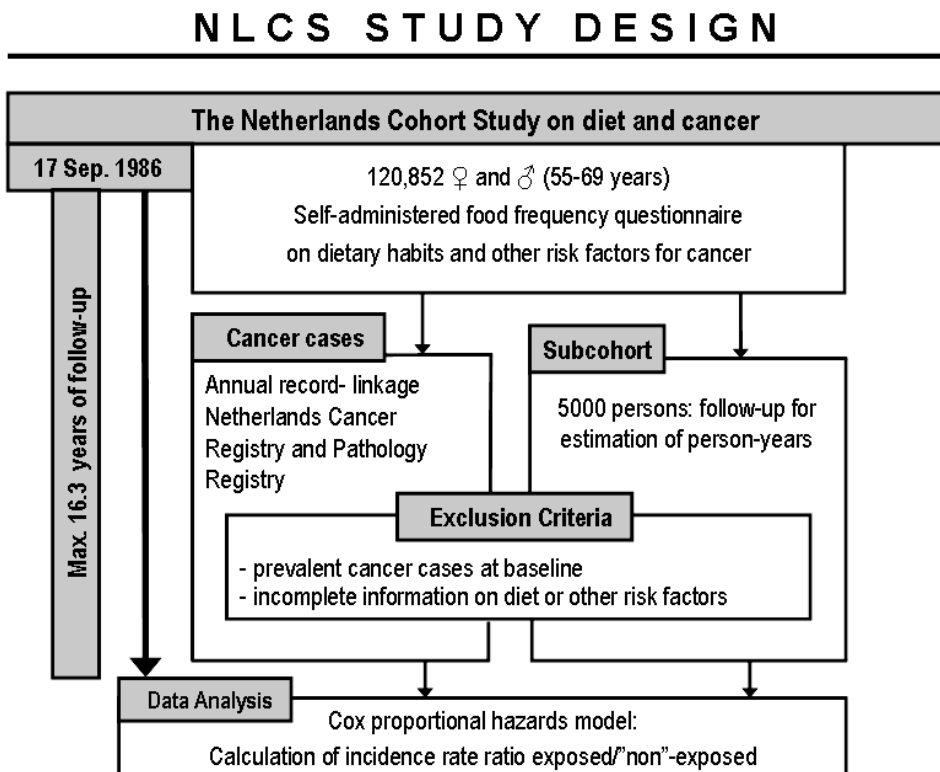 NLCS STUDY DESIGN
The Netherlands Cohort Study on diet and cancer
17 Sep. 1986
120,852 ♀ and ♂ (55-69 years)
Self-administered food frequency questionnaire
on dietary habits and other risk factors for cancer
Max. 16.3 years of follow-up
Cancer cases
Annual record- linkage
Netherlands Cancer
Registry and Pathology
Registry
Subcohort
5000 persons: follow-up for
estimation of person-years
Exclusion Criteria
- prevalent cancer cases at baseline
- incomplete information on diet or other risk factors
Data Analysis
Cox proportional hazards model:
Calculation of incidence rate ratio exposed/”non”-exposed